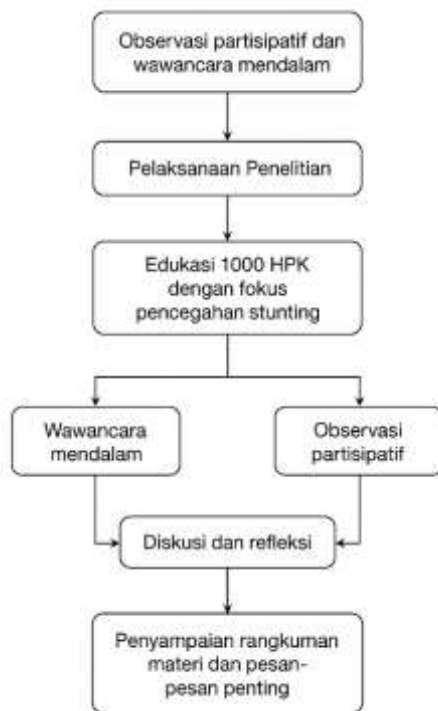 Observasi partisipatif dan
wawancara mendalam
Pelaksanaan Penelitian
Edukasi 1000 HPK
dengan fokus
pencegahan stunting
Wawancara
mendalam
Observasi
partisipatif
Diskusi dan refleksi
Penyampaian rangkuman
materi dan pesan-
pesan penting